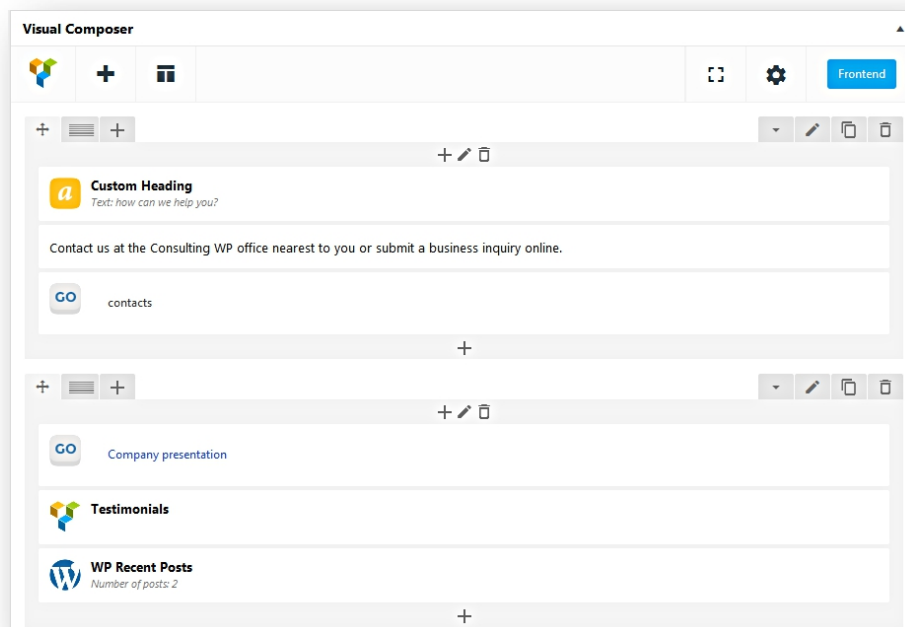 Visual Composer
Frontend
a
Custom Heading
Text: how can we help you?
Contact us at the Consulting WP office nearest to you or submit a business inquiry online.
GO
contacts
GO
Company presentation
Testimonials
WP Recent Posts
Number of posts: 2